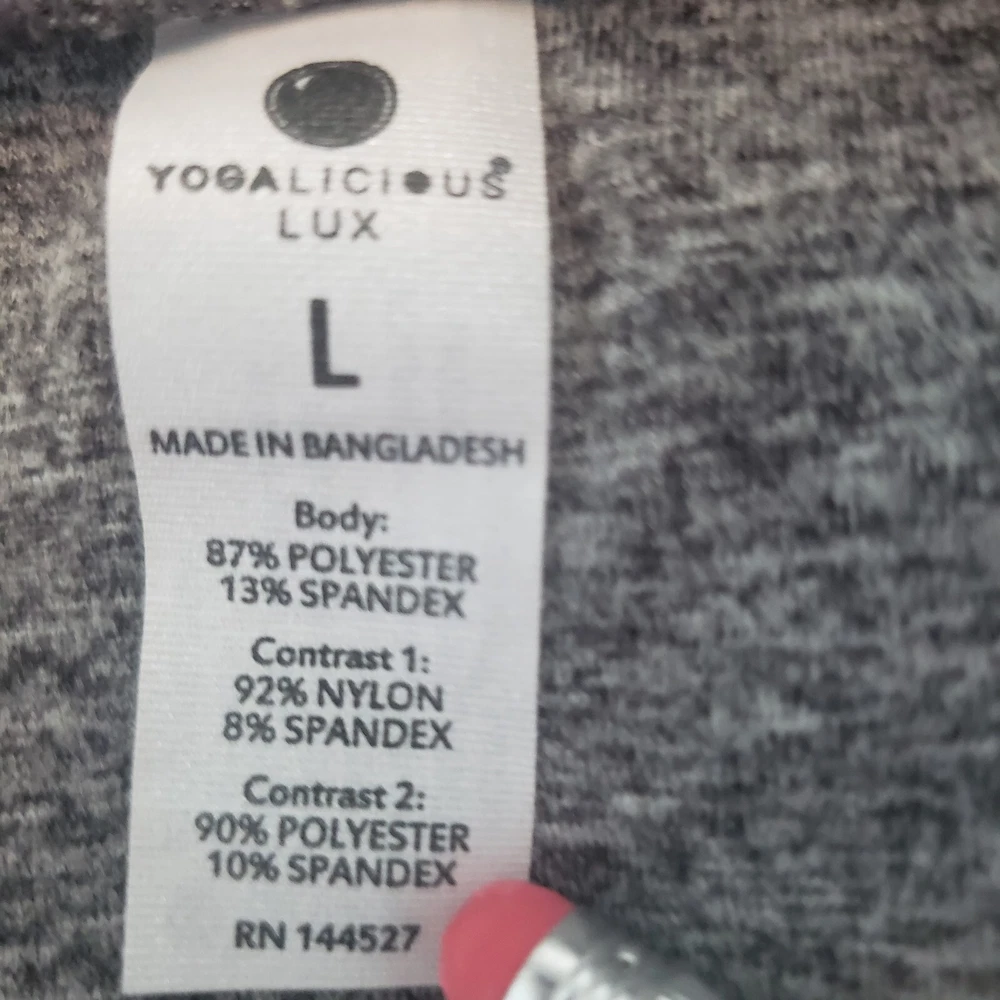 YOGALICIOUS®
LUX
L
MADE IN BANGLADESH
Body:
87% POLYESTER
13% SPANDEX
Contrast 1:
92% NYLON
8% SPANDEX
Contrast 2:
90% POLYESTER
10% SPANDEX
RN 144527